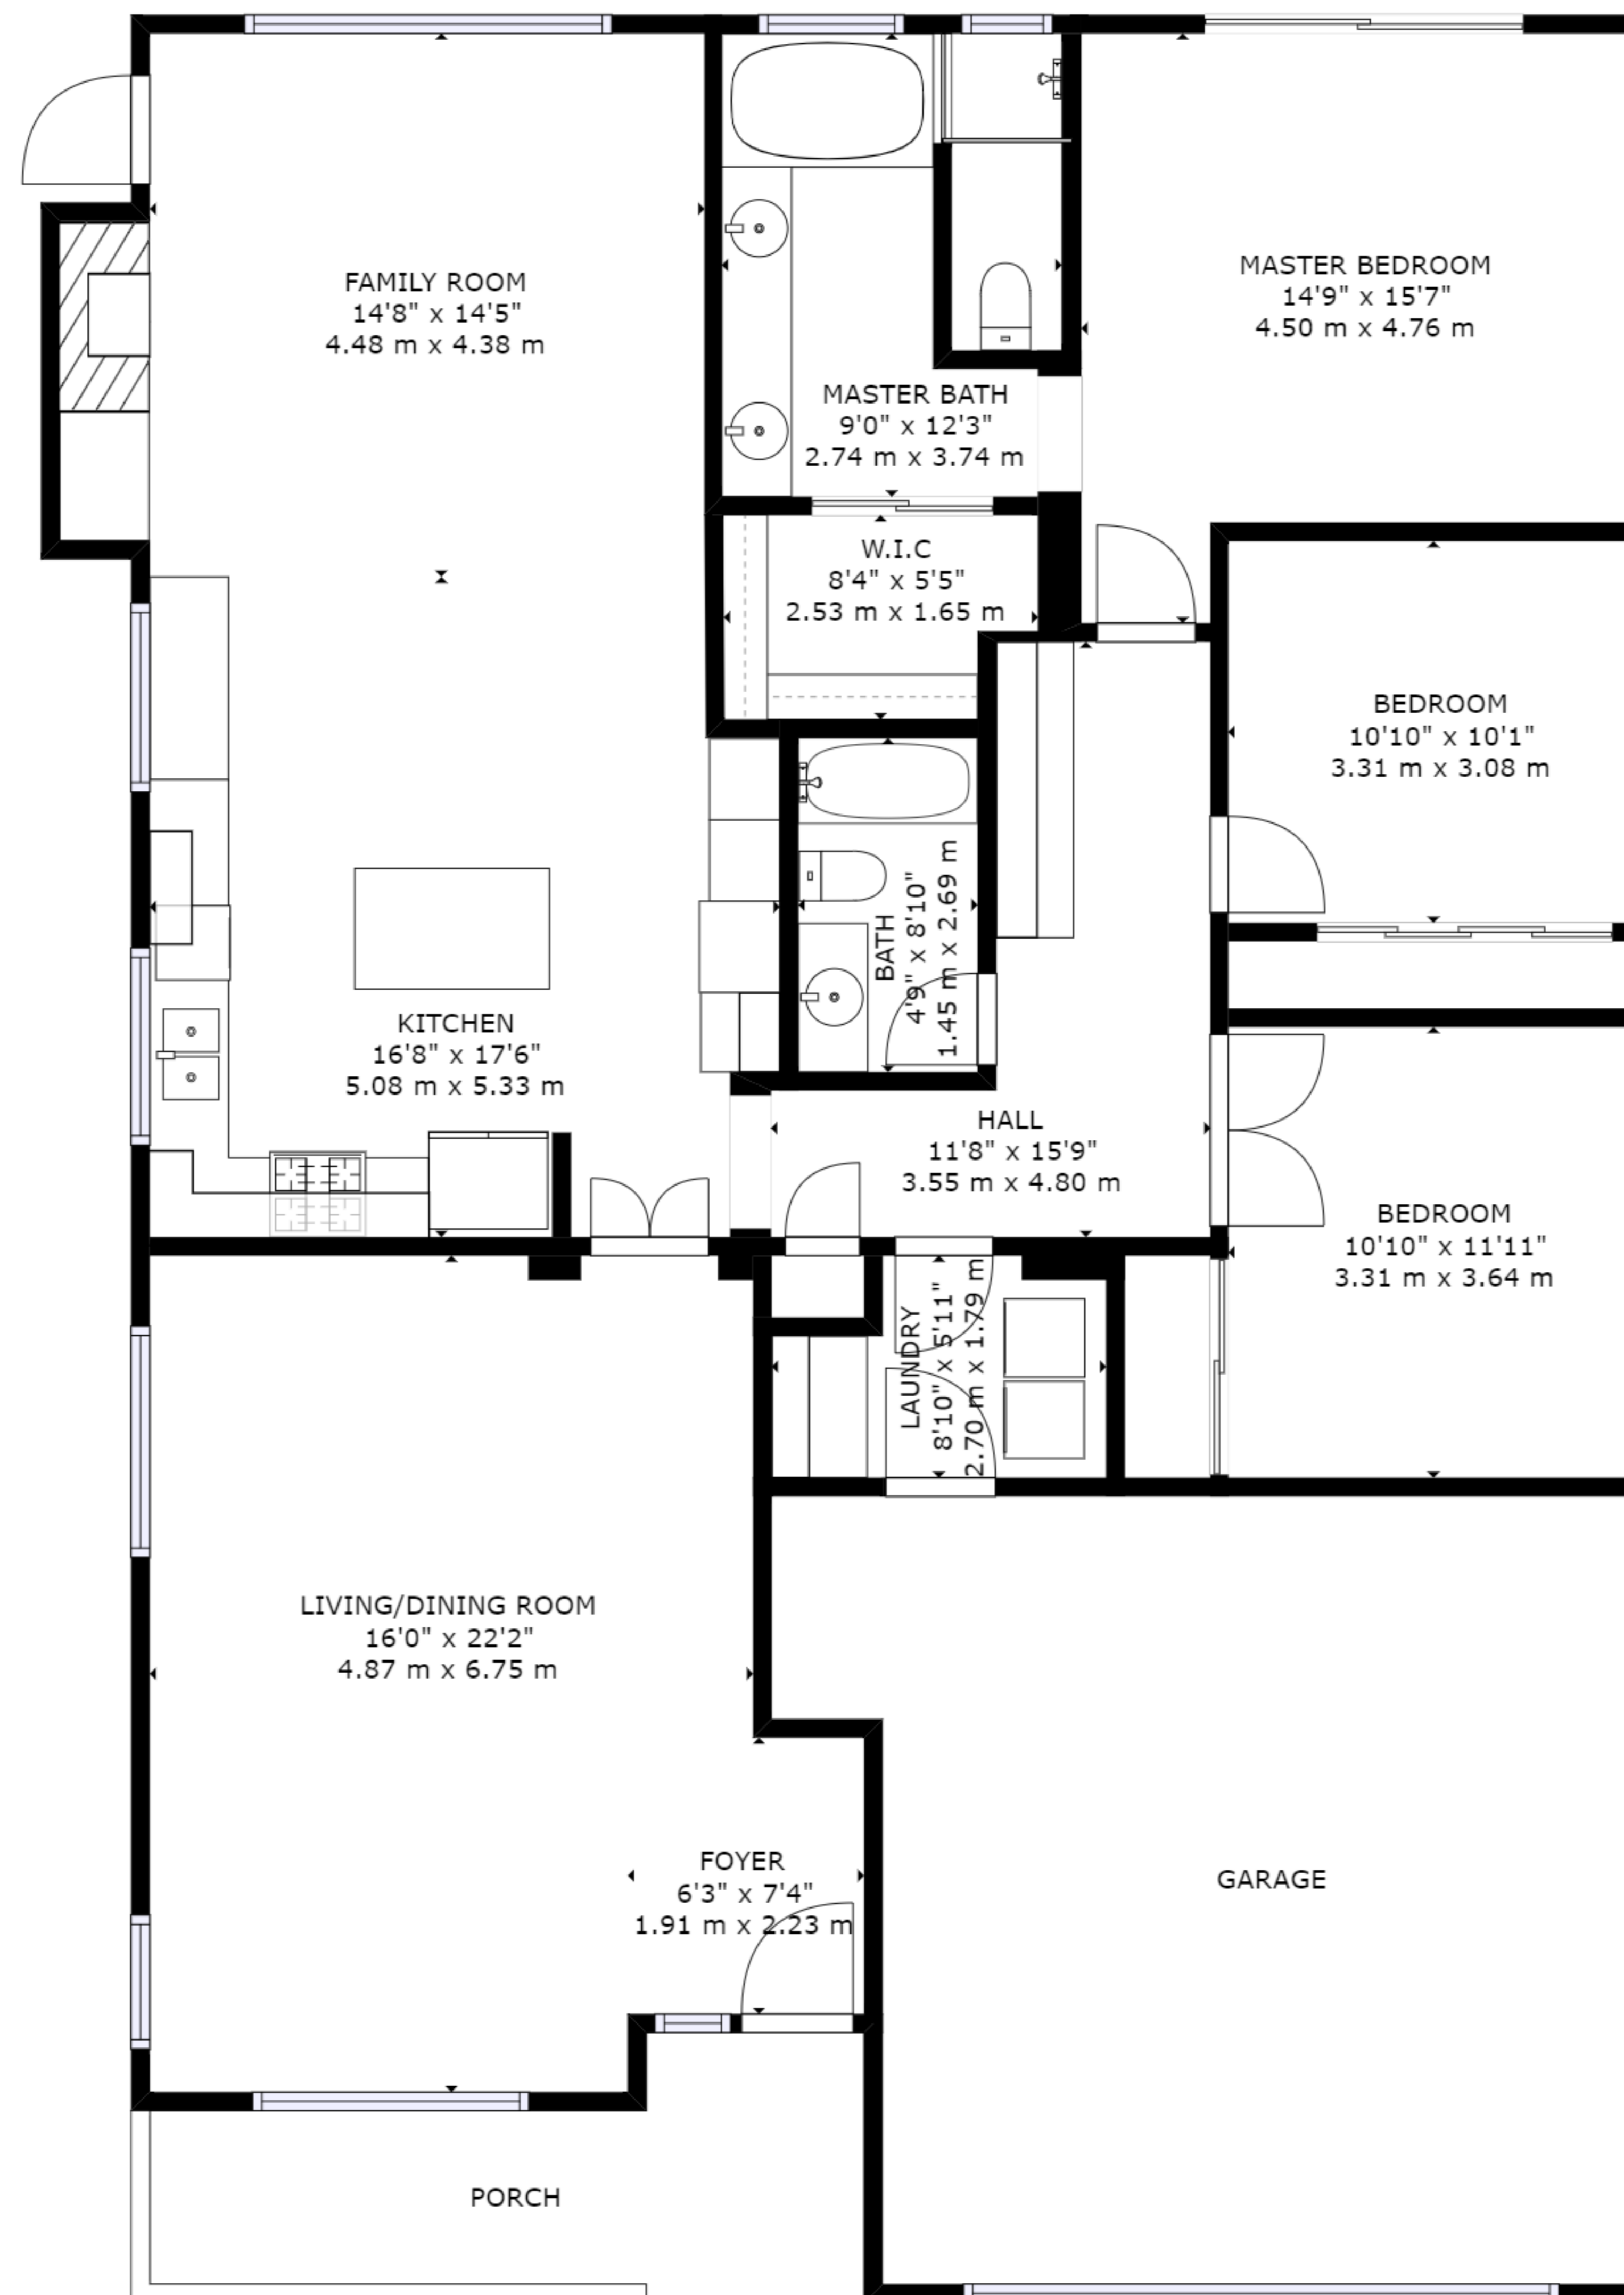 FAMILY ROOM
14'8" x 14'5"
4.48 m x 4.38 m
MASTER BEDROOM
14'9" x 15'7"
4.50 m x 4.76 m
MASTER BATH
9'0" x 12'3"
2.74 m x 3.74 m
W.I.C
8'4" x 5'5"
2.53 m x 1.65 m
BEDROOM
10'10" x 10'1"
3.31 m x 3.08 m
BATH
4'9" x 8'10"
1.45 m x 2.69 m
KITCHEN
16'8" x 17'6"
5.08 m x 5.33 m
HALL
11'8" x 15'9"
3.55 m x 4.80 m
BEDROOM
10'10" x 11'11"
3.31 m x 3.64 m
LAUNDRY
8'10" x 5'11"
2.70 m x 1.79 m
LIVING/DINING ROOM
16'0" x 22'2"
4.87 m x 6.75 m
FOYER
6'3" x 7'4"
1.91 m x 2.23 m
GARAGE
PORCH